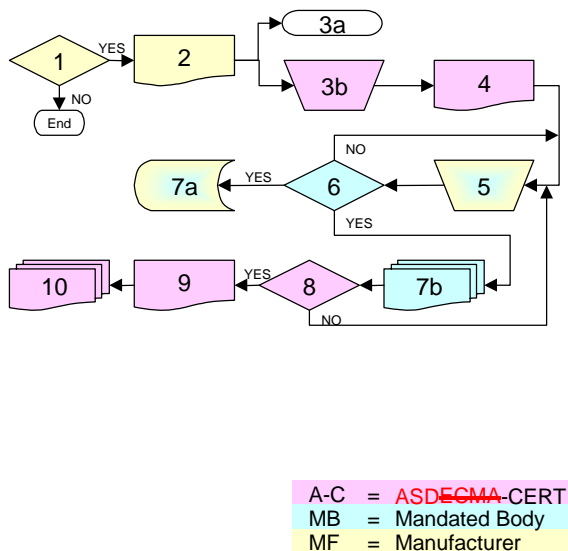 3a
1
YES
2
3b
4
NO
End
NO
7a
YES
6
5
YES
10
9
YES
8
7b
NO
A-C = ASDECMA-CERT
MB = Mandated Body
MF = Manufacturer